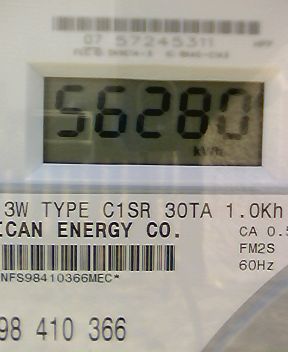 07 57245311
56280
kWh
3W TYPE C1SR 30TA 1.0Kh
ICAN ENERGY CO.
CA 0.5
FM2S
60Hz
NFS98410366MEC*
98 410 366